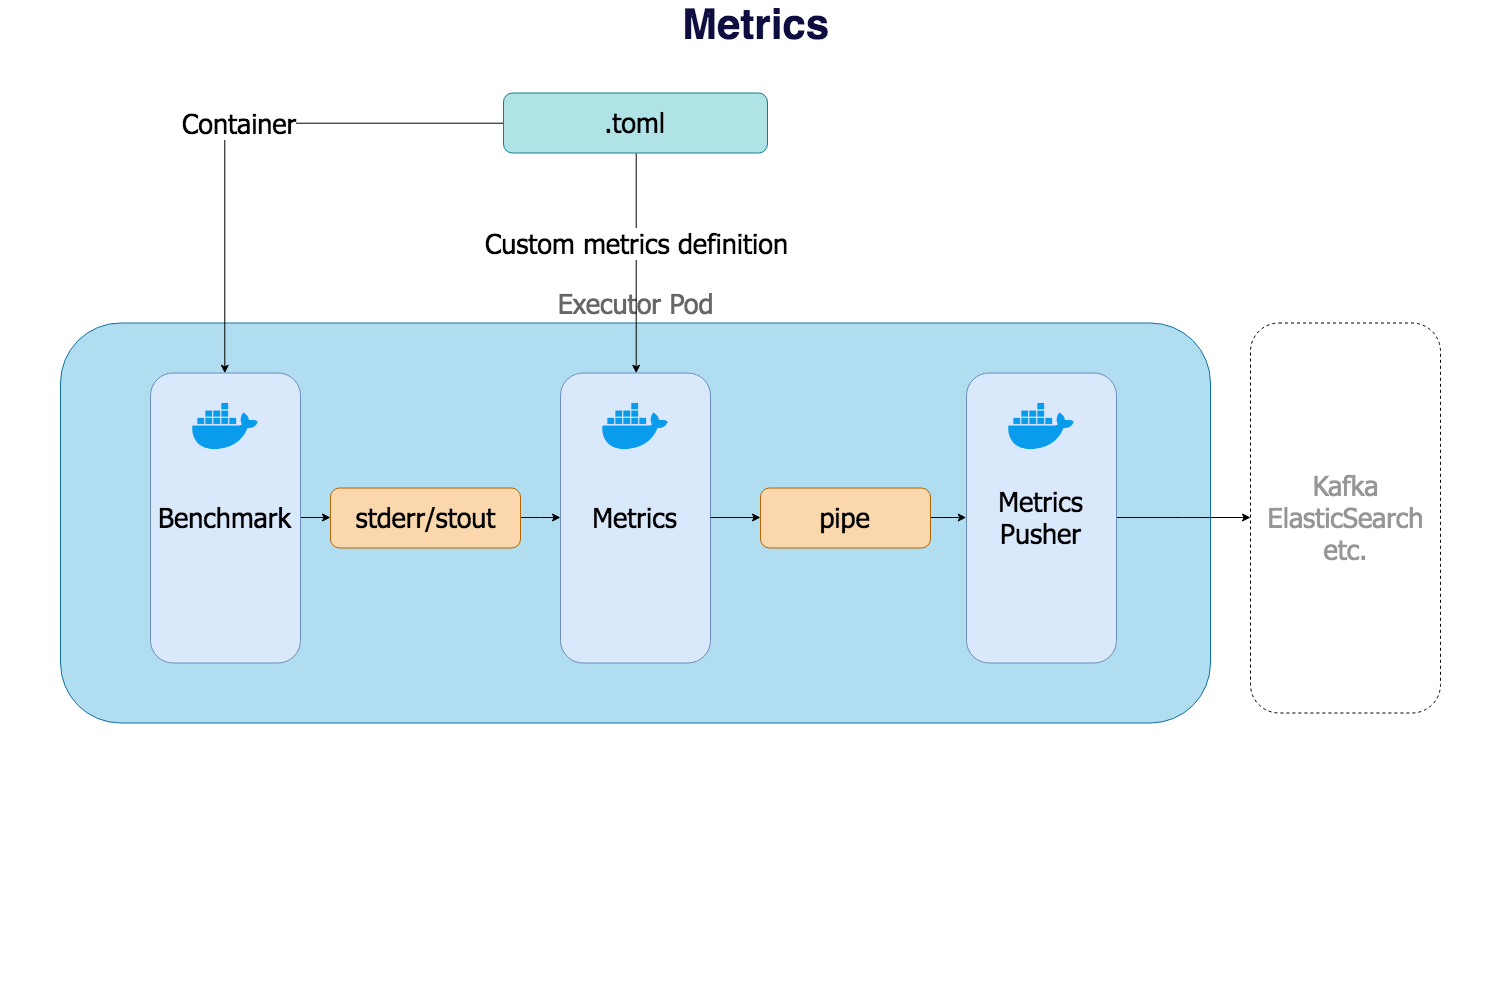 Metrics
Container
.toml
Custom metrics definition
Executor Pod
Benchmark
stderr/stout
Metrics
pipe
Metrics
Pusher
Kafka
ElasticSearch
etc.